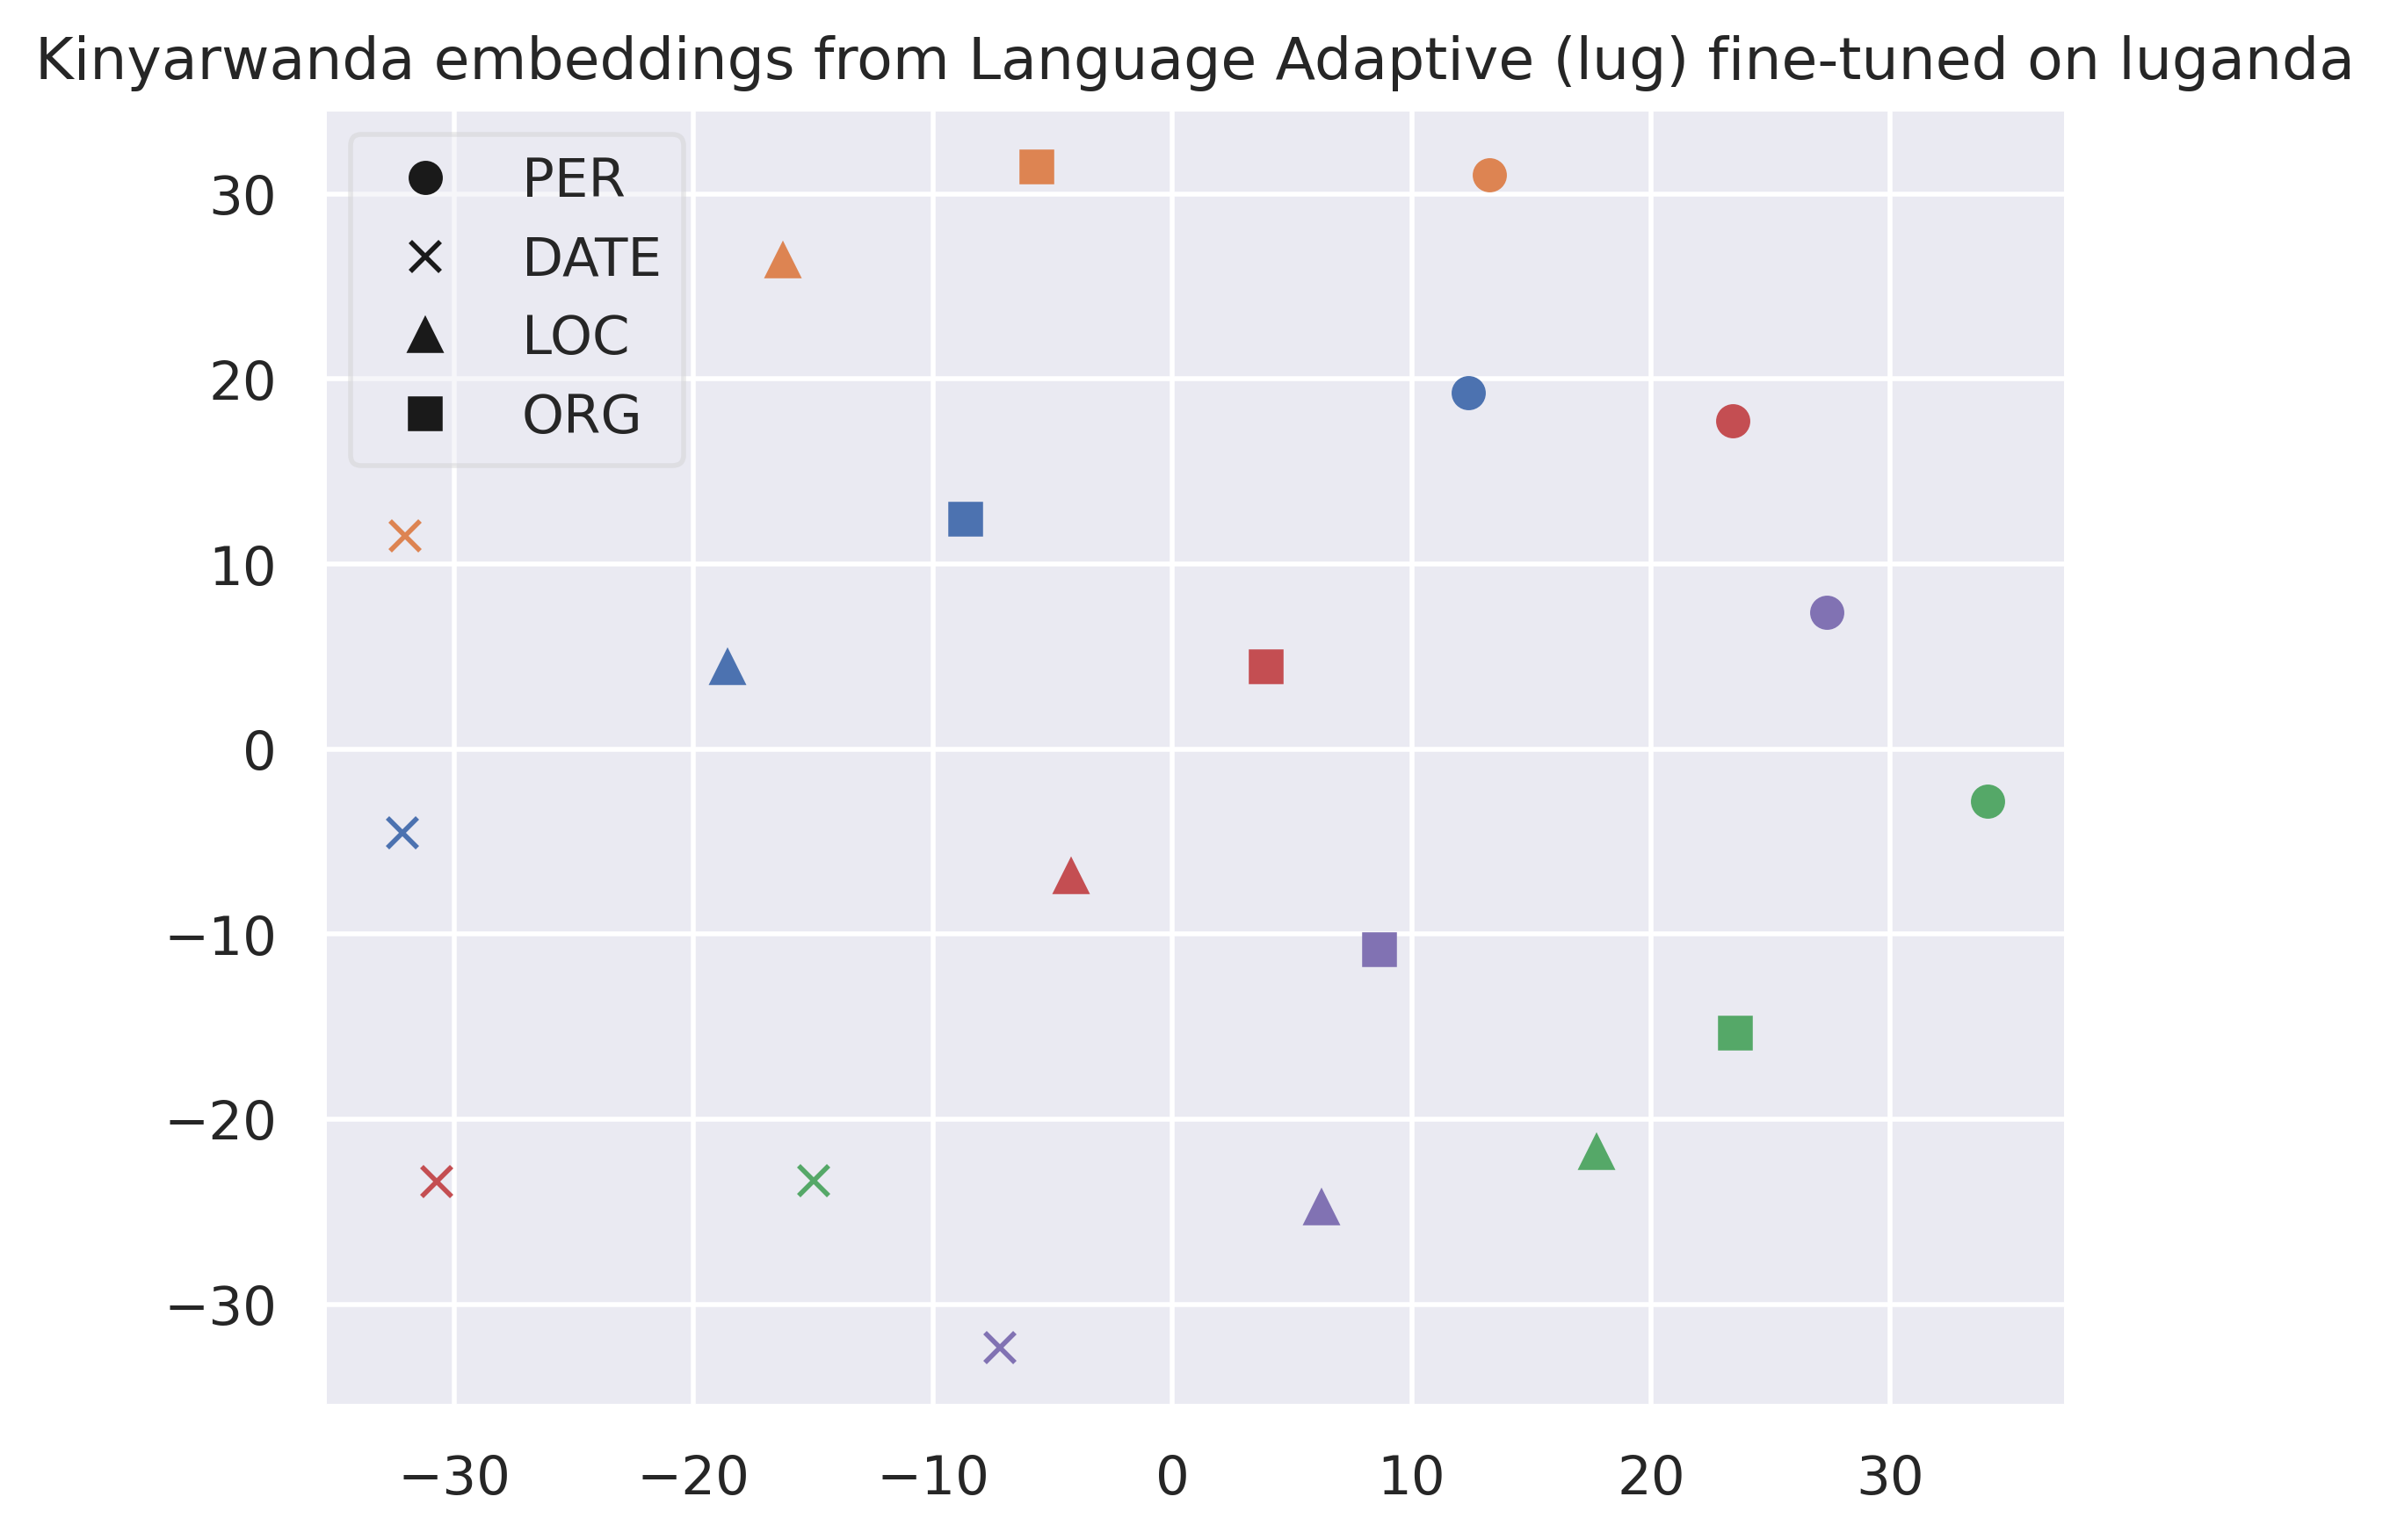 Kinyarwanda embeddings from Language Adaptive (lug) fine-tuned on luganda
PER
DATE
LOC
ORG
30
20
10
0
−10
−20
−30
−30 −20 −10 0 10 20 30